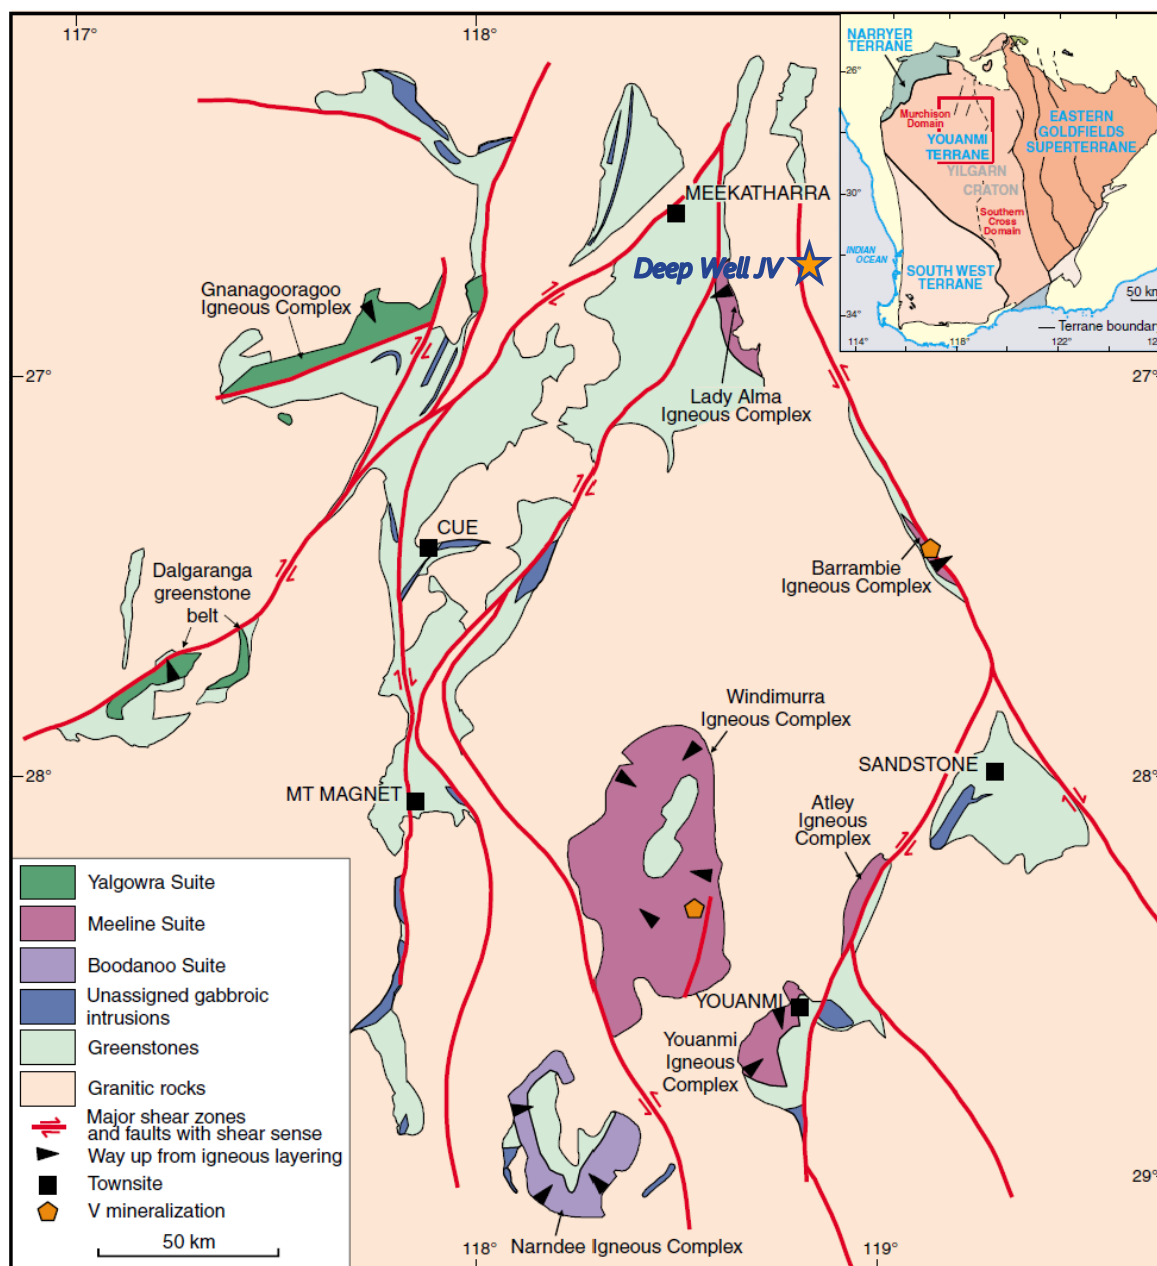 117°
118°
NARRYER
TERRANE
26°
Murchison
Domain
EASTERN
GOLDFIELDS
SUPERTERRANE
YOUANMI
TERRANE
YILGARN
CRATON
30°
Southern
Cross
Domain
INDIAN
OCEAN
SOUTH WEST
TERRANE
50 km
34°
Terrane boundary
114°
118°
122°
MEEKATHARRA
Deep Well JV
Gnanagooragoo
Igneous Complex
27°
27°
Lady Alma
Igneous Complex
CUE
Barrambie
Igneous Complex
Dalgaranga
greenstone
belt
Windimurra
Igneous Complex
SANDSTONE
28°
28°
MT MAGNET
Atley
Igneous
Complex
Yalgowra Suite
Meeline Suite
Boodanoo Suite
Unassigned gabbroic
intrusions
Greenstones
Granitic rocks
Major shear zones
and faults with shear sense
Way up from igneous layering
Townsite
V mineralization
50 km
YOUANMI
Youanmi
Igneous
Complex
29°
118°
Narndee Igneous Complex
119°